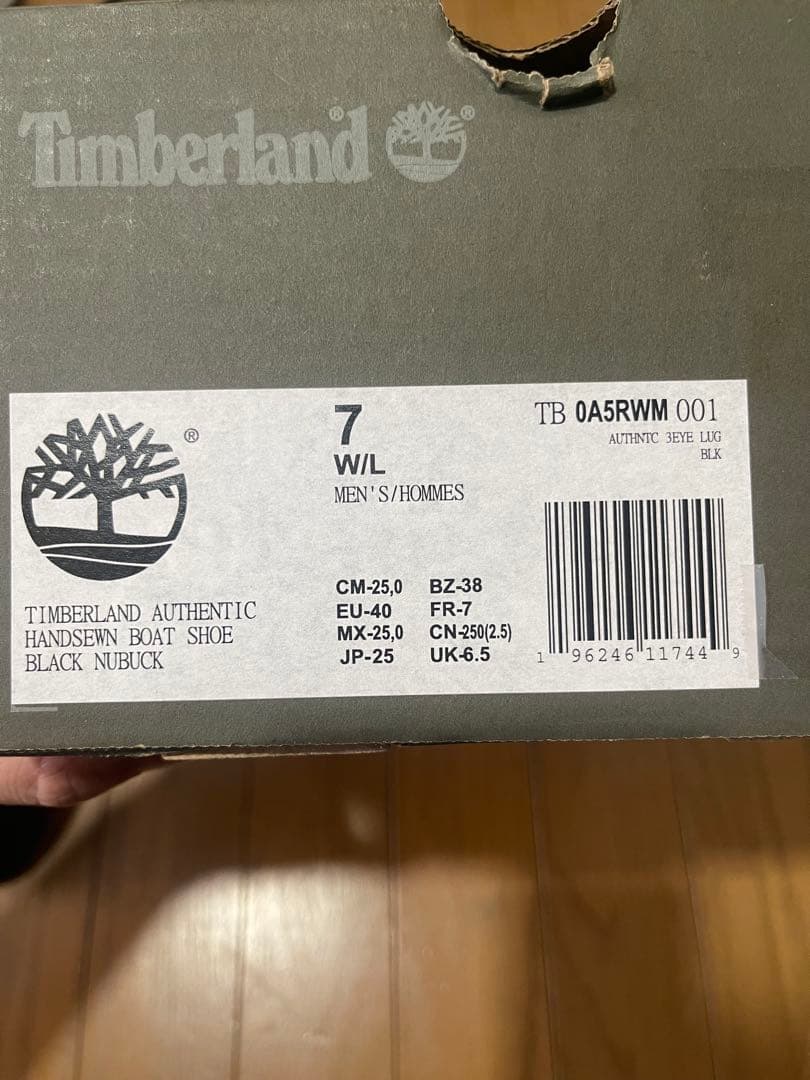 Timberland® ®
®
7
W/L
MEN'S/HOMMES
TB 0A5RWM 001
AUTHNTC 3EYE LUG
BLK
TIMBERLAND AUTHENTIC
HANDSEWN BOAT SHOE
BLACK NUBUCK
CM-25,0 BZ-38
EU-40 FR-7
MX-25,0 CN-250(2.5)
JP-25 UK-6.5
1 96246 11744 9